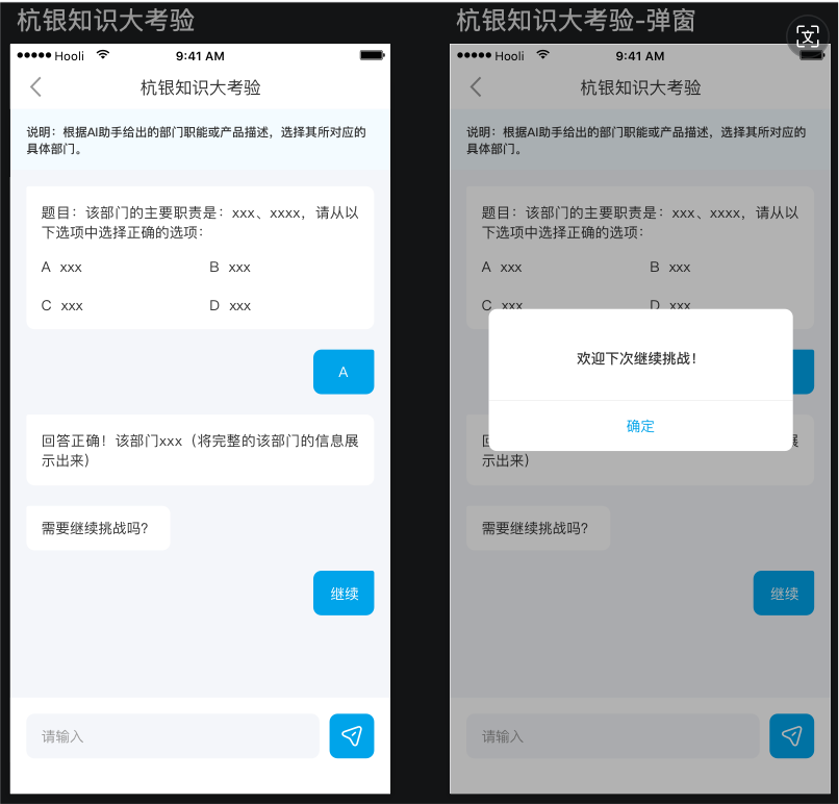 杭银知识大考验
Hooli
9:41 AM
杭银知识大考验
说明：根据AI助手给出的部门职能或产品描述，选择其所对应的
具体部门。
题目：该部门的主要职责是：xxx、xxxx，请从以
下选项中选择正确的选项：
A xxx
B xxx
C xxx
D xxx
A
回答正确！该部门xxx（将完整的该部门的信息展
示出来）
需要继续挑战吗?
继续
请输入
杭银知识大考验-弹窗
文
Hooli
9:41 AM
杭银知识大考验
说明：根据AI助手给出的部门职能或产品描述，选择其所对应的
具体部门。
题目：该部门的主要职责是：xxx、xxxx，请从以
下选项中选择正确的选项：
A xxx
B xxx
C xxx
D xxx
欢迎下次继续挑战！
确定
示出来）
需要继续挑战吗?
继续
请输入